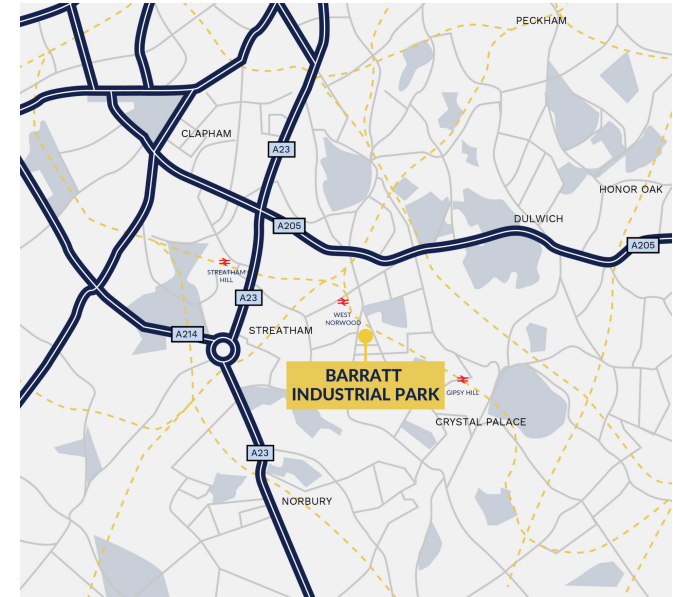 PECKHAM
CLAPHAM
A23
HONOR OAK
DULWICH
A205
A205
STREATHAM
HILL
A23
WEST
NORWOOD
STREATHAM
A214
BARRATT
INDUSTRIAL PARK
GIPSY HILL
CRYSTAL PALACE
A23
NORBURY